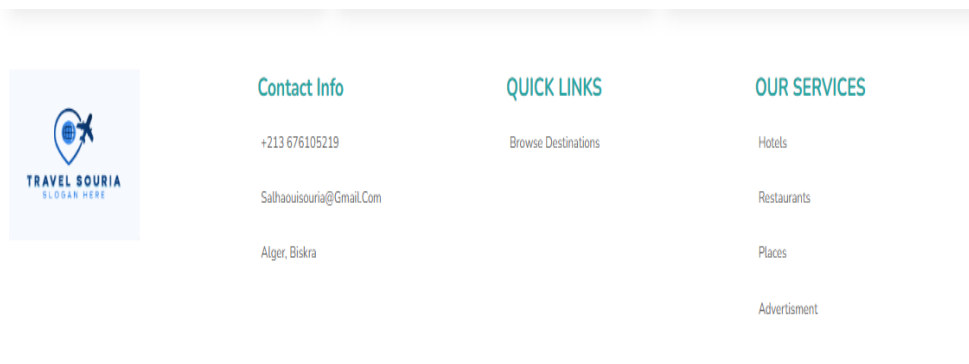 TRAVEL SOURIA
SLOGAN HERE
Contact Info
+213 676105219
Salhaouisouria@Gmail.Com
Alger, Biskra
QUICK LINKS
Browse Destinations
OUR SERVICES
Hotels
Restaurants
Places
Advertisment